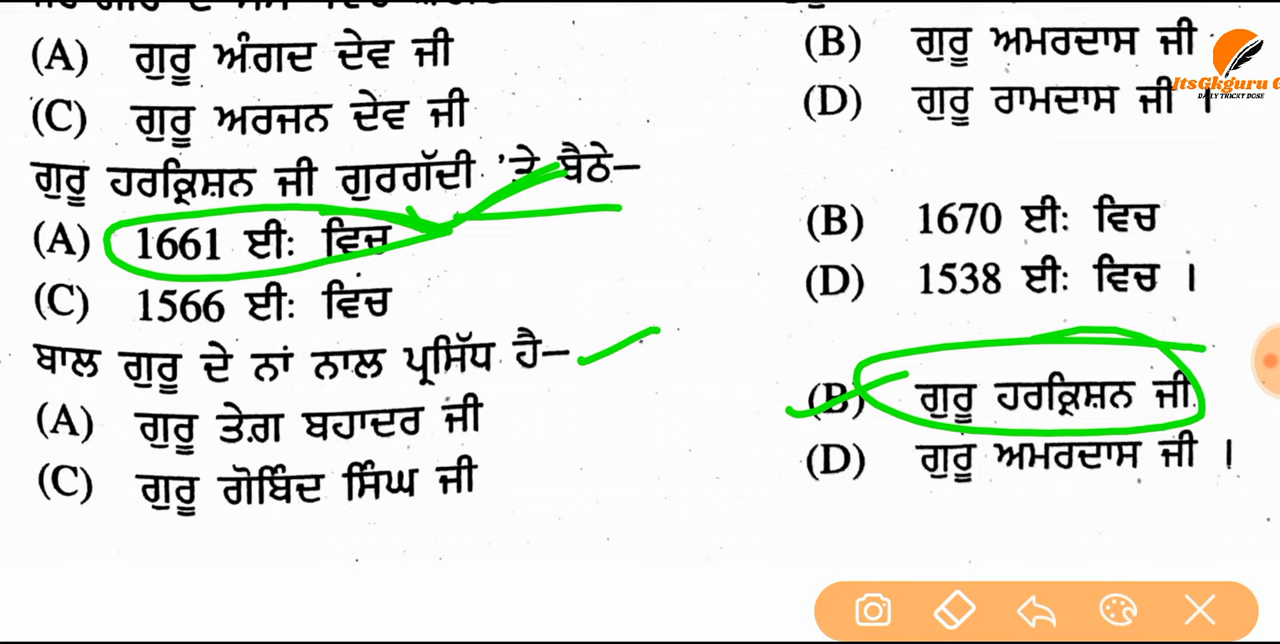 (A) ਗੁਰੂ ਅੰਗਦ ਦੇਵ ਜੀ (B) ਗੁਰੂ ਅਮਰਦਾਸ ਜੀ
(C) ਗੁਰੂ ਅਰਜਨ ਦੇਵ ਜੀ (D) ਗੁਰੂ ਰਾਮਦਾਸ ਜੀ ।
ਗੁਰੂ ਹਰਕ੍ਰਿਸ਼ਨ ਜੀ ਗੁਰਗੱਦੀ 'ਤੇ ਬੈਠੇ–
(A) 1661 ਈਃ ਵਿਚ (B) 1670 ਈਃ ਵਿਚ
(C) 1566 ਈਃ ਵਿਚ (D) 1538 ਈਃ ਵਿਚ ।
ਬਾਲ ਗੁਰੂ ਦੇ ਨਾਂ ਨਾਲ ਪ੍ਰਸਿੱਧ ਹੈ–
(A) ਗੁਰੂ ਤੇਗ਼ ਬਹਾਦਰ ਜੀ (B) ਗੁਰੂ ਹਰਕ੍ਰਿਸ਼ਨ ਜੀ
(C) ਗੁਰੂ ਗੋਬਿੰਦ ਸਿੰਘ ਜੀ (D) ਗੁਰੂ ਅਮਰਦਾਸ ਜੀ ।
ItsGkguru G
DAILY TRICKY DOSE